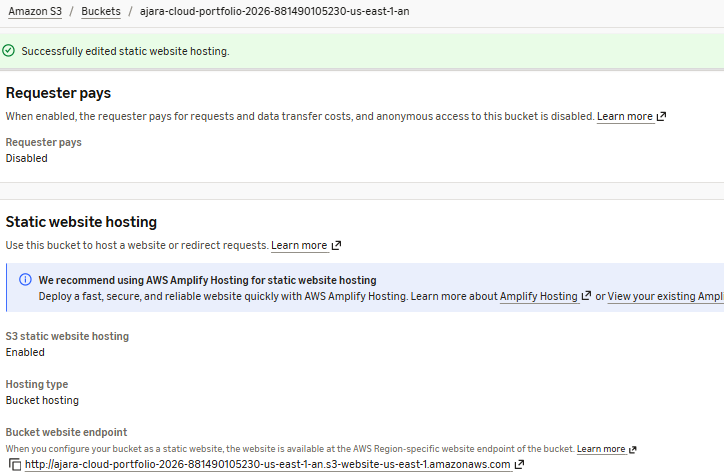 Amazon S3 / Buckets / ajara-cloud-portfolio-2026-881490105230-us-east-1-an
Successfully edited static website hosting.
Requester pays
When enabled, the requester pays for requests and data transfer costs, and anonymous access to this bucket is disabled. Learn more
Requester pays
Disabled
Static website hosting
Use this bucket to host a website or redirect requests. Learn more
We recommend using AWS Amplify Hosting for static website hosting
Deploy a fast, secure, and reliable website quickly with AWS Amplify Hosting. Learn more about Amplify Hosting or View your existing Ampli
S3 static website hosting
Enabled
Hosting type
Bucket hosting
Bucket website endpoint
When you configure your bucket as a static website, the website is available at the AWS Region-specific website endpoint of the bucket. Learn more
http://ajara-cloud-portfolio-2026-881490105230-us-east-1-an.s3-website-us-east-1.amazonaws.com